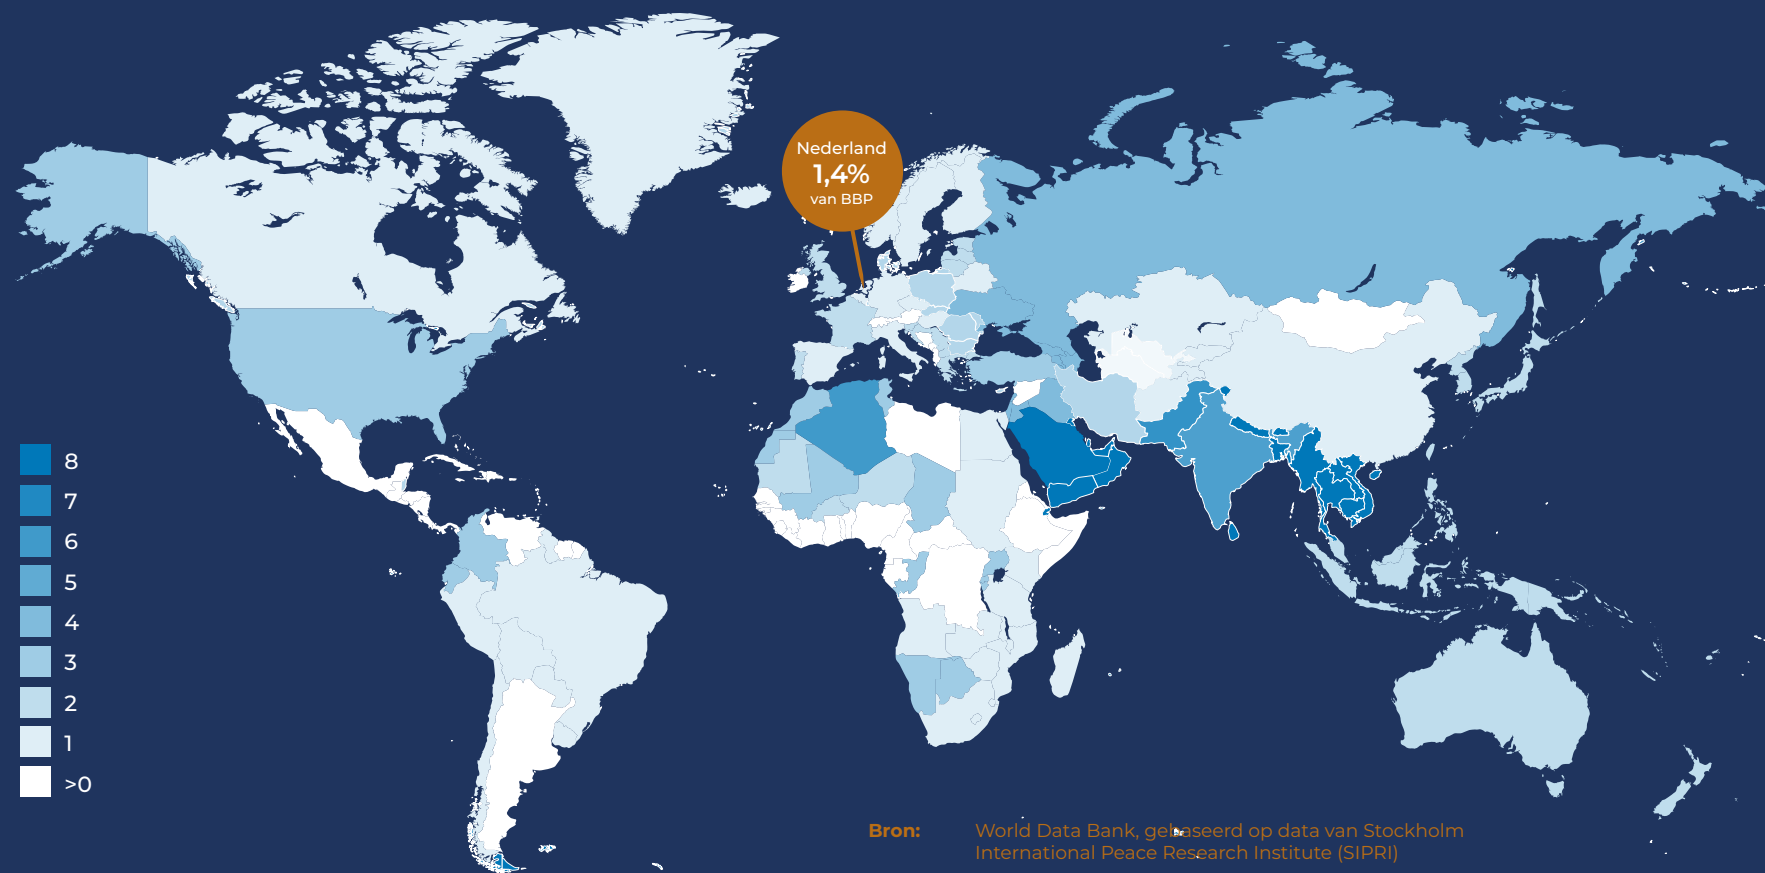 Nederland
1,4%
van BBP
8
7
6
5
4
3
2
1
>0
Bron: World Data Bank, gebaseerd op data van Stockholm
International Peace Research Institute (SIPRI)